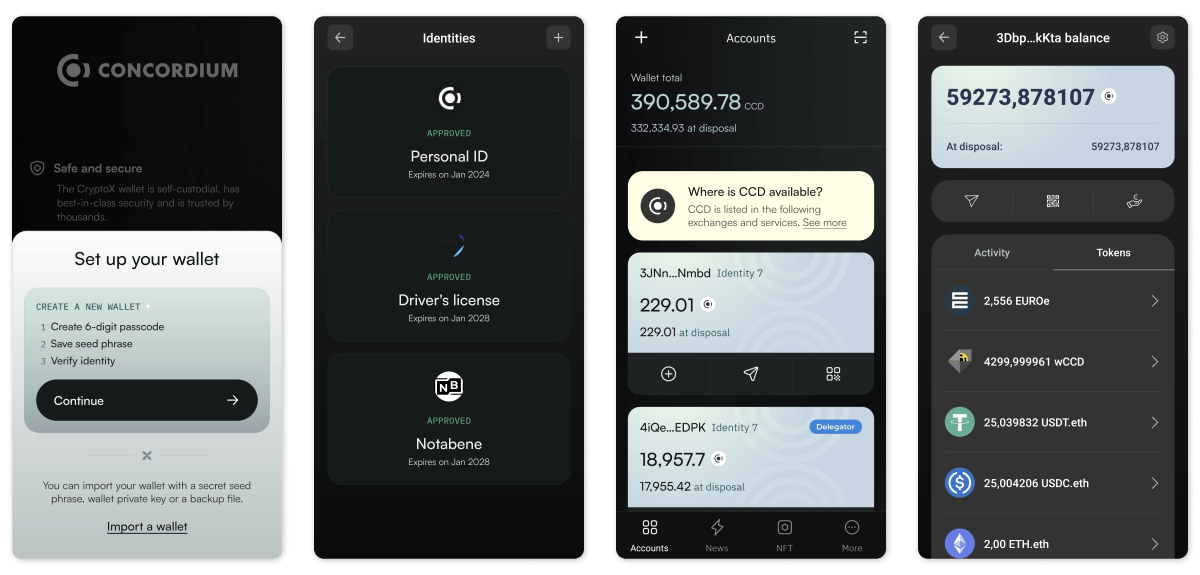 CONCORDIUM
Safe and secure
The CryptoX wallet is self-custodial, has
best-in-class security and is trusted by
thousands.
Set up your wallet
CREATE A NEW WALLET
1 Create 6-digit passcode
2 Save seed phrase
3 Verify identity
Continue
You can import your wallet with a secret seed
phrase, wallet private key or a backup file.
Import a wallet
Identities
APPROVED
Personal ID
Expires on Jan 2024
APPROVED
Driver's license
Expires on Jan 2028
NB
APPROVED
Notabene
Expires on Jan 2028
Accounts
Wallet total
390,589.78 CCD
332,334.93 at disposal
Where is CCD available?
CCD is listed in the following
exchanges and services. See more
3JNn...Nmbd Identity 7
229.01
229.01 at disposal
4iQe...EDPK Identity 7 Delegator
18,957.7
17,955.42 at disposal
Accounts News NFT More
3Dbp...kKta balance
59273,878107
At disposal: 59273,878107
Activity Tokens
2,556 EUROe
4299,999961 wCCD
25,039832 USDT.eth
25,004206 USDC.eth
2,00 ETH.eth